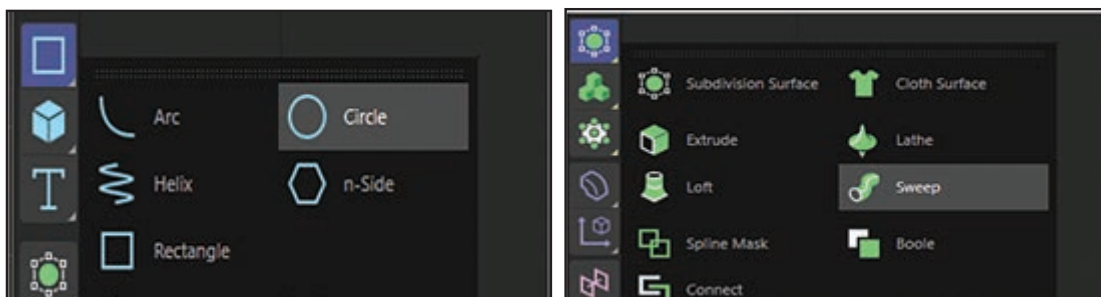 Arc
Circle
Helix
n-Side
Rectangle
Subdivision Surface
Cloth Surface
Extrude
Lathe
Loft
Sweep
Spline Mask
Boole
Connect